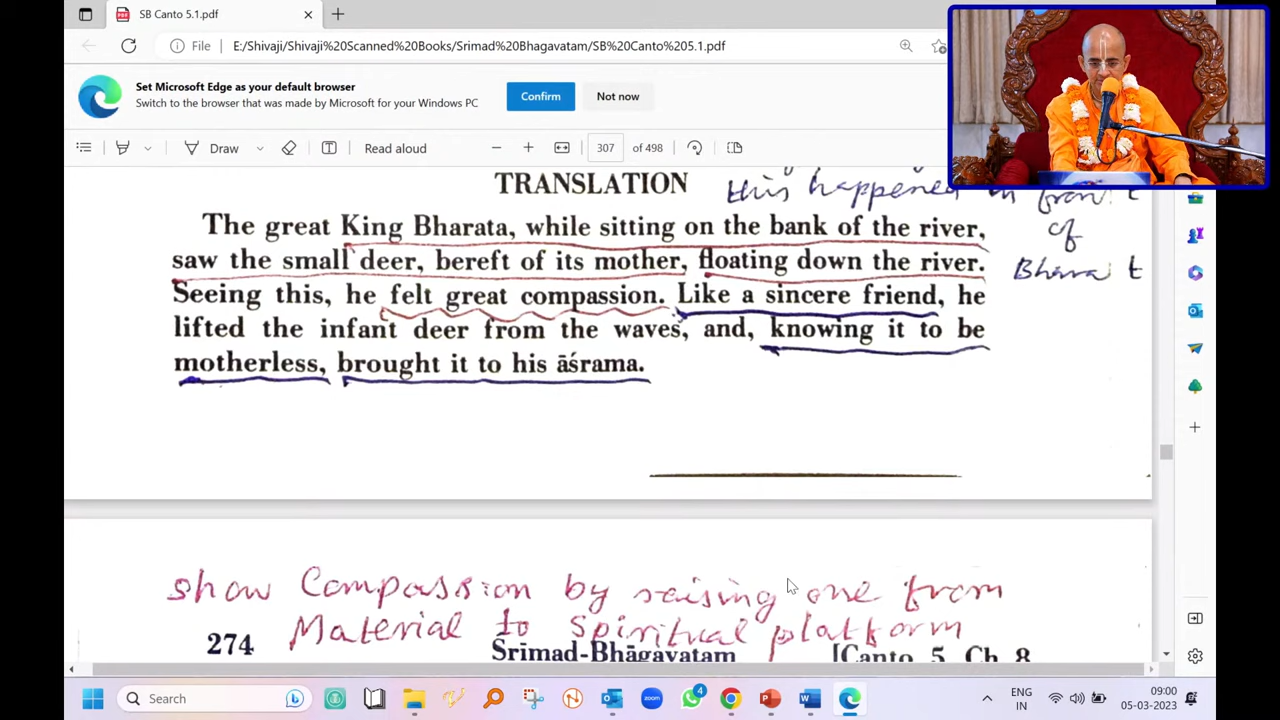 SB Canto 5.1.pdf
File E:/Shivaji/Shivaji%20Scanned%20Books/Srimad%20Bhagavatam/SB%20Canto%205.1.pdf
Set Microsoft Edge as your default browser
Switch to the browser that was made by Microsoft for your Windows PC
Confirm
Not now
Draw
Read aloud
307 of 498
TRANSLATION
this happened in front
of
Bharat
The great King Bharata, while sitting on the bank of the river,
saw the small deer, bereft of its mother, floating down the river.
Seeing this, he felt great compassion. Like a sincere friend, he
lifted the infant deer from the waves, and, knowing it to be
motherless, brought it to his āśrama.
show Compassion by raising one from
Material to Spiritual platform
274 Śrīmad-Bhāgavatam [Canto 5, Ch. 8
Search
4
zoom
ENG
IN
09:00
05-03-2023